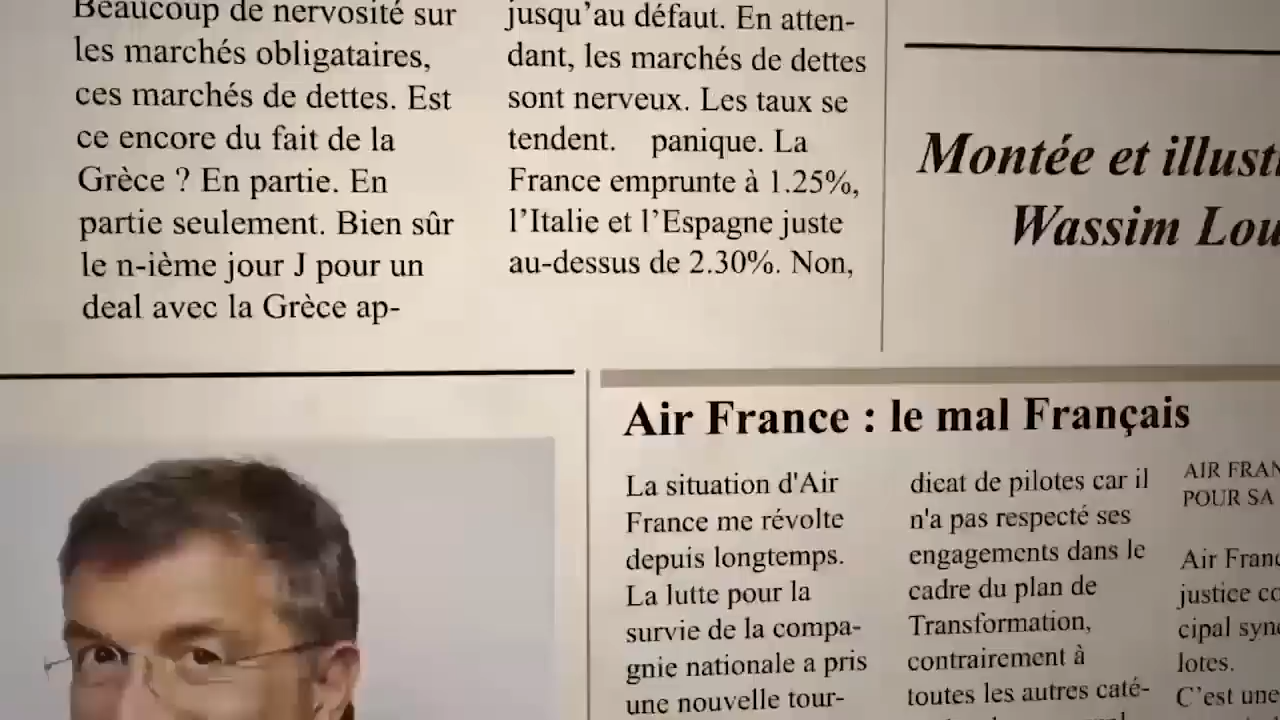 Beaucoup de nervosité sur
les marchés obligataires,
ces marchés de dettes. Est
ce encore du fait de la
Grèce ? En partie. En
partie seulement. Bien sûr
le n-ième jour J pour un
deal avec la Grèce ap-
jusqu'au défaut. En atten-
dant, les marchés de dettes
sont nerveux. Les taux se
tendent. panique. La
France emprunte à 1.25%,
l'Italie et l'Espagne juste
au-dessus de 2.30%. Non,
Montée et
Wassim
Air France : le mal Français
La situation d'Air
France me révolte
depuis longtemps.
La lutte pour la
survie de la compa-
gnie nationale a pris
une nouvelle tour-
dicat de pilotes car il
n'a pas respecté ses
engagements dans le
cadre du plan de
Transformation,
contrairement à
toutes les autres caté-
AIR
POUR SA
Air
justice
cipal
lotes.
C'est une